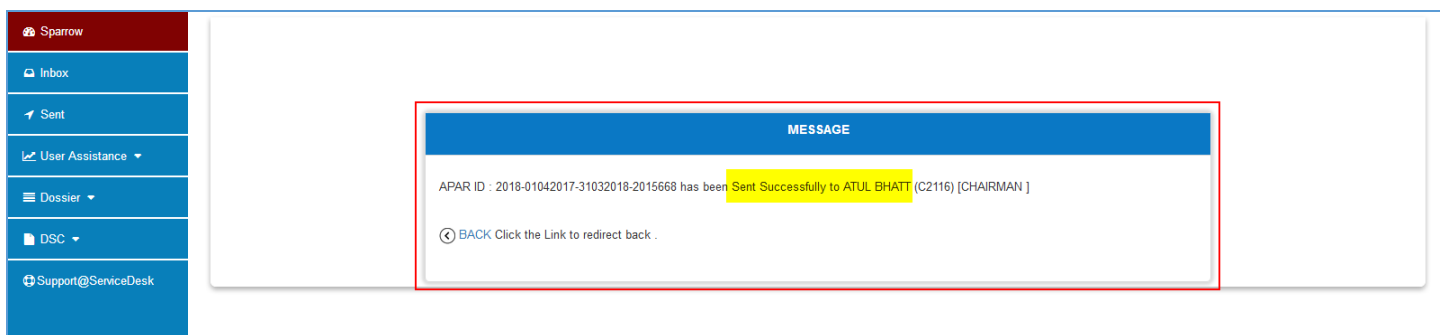 Sparrow
Inbox
Sent
User Assistance
Dossier
DSC
Support@ServiceDesk
MESSAGE
APAR ID : 2018-01042017-31032018-2015668 has been Sent Successfully to ATUL BHATT (C2116) [CHAIRMAN ]
BACK Click the Link to redirect back .